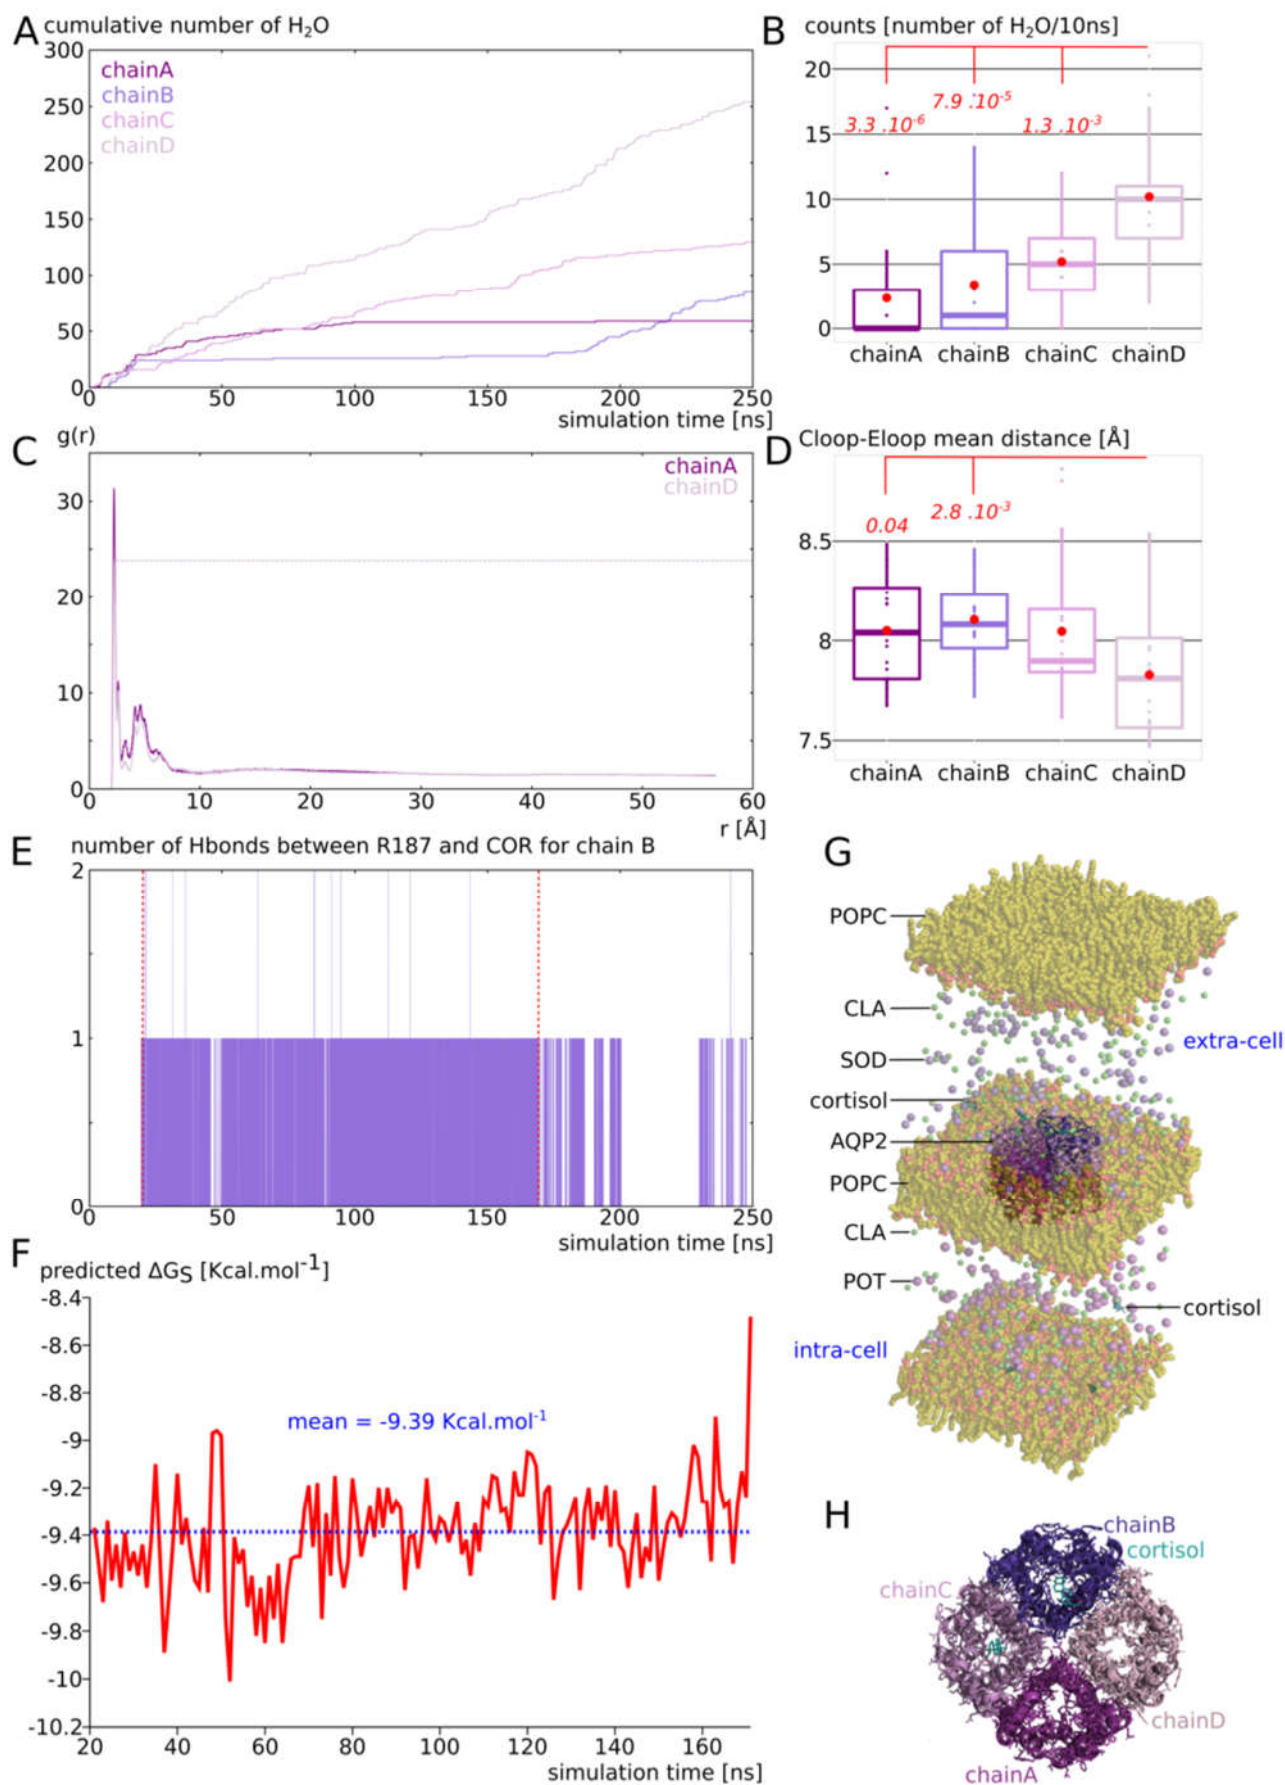 A cumulative number of H₂O
300
250
200
150
100
50
0
chainA
chainB
chainC
chainD
0 50 100 150 200 250
simulation time [ns]
B counts [number of H₂O/10ns]
20
15
10
5
0
3.3 .10⁻⁶
7.9 .10⁻⁵
1.3 .10⁻³
chainA chainB chainC chainD
C g(r)
30
20
10
0
chainA
chainD
0 10 20 30 40 50 60
r [Å]
D Cloop-Eloop mean distance [Å]
8.5
8
7.5
0.04
2.8 .10⁻³
chainA chainB chainC chainD
E number of Hbonds between R187 and COR for chain B
2
1
0
0 50 100 150 200 250
simulation time [ns]
F predicted ΔGS [Kcal.mol⁻¹]
-8.4
-8.6
-8.8
-9
-9.2
-9.4
-9.6
-9.8
-10
-10.2
mean = -9.39 Kcal.mol⁻¹
20 40 60 80 100 120 140 160
simulation time [ns]
G
POPC
CLA
extra-cell
SOD
cortisol
AQP2
POPC
CLA
POT
cortisol
intra-cell
H
chainB
cortisol
chainC
chainD
chainA